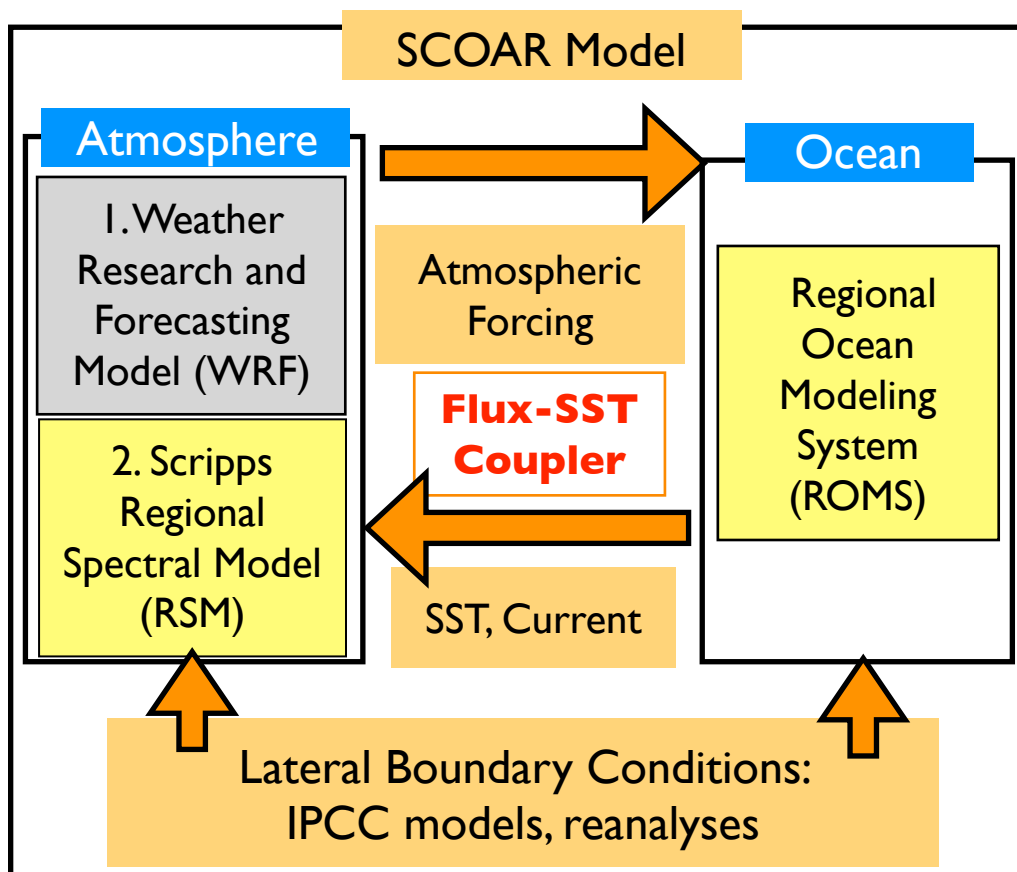 SCOAR Model
Atmosphere
1. Weather
Research and
Forecasting
Model (WRF)
2. Scripps
Regional
Spectral Model
(RSM)
Atmospheric
Forcing
Flux-SST
Coupler
SST, Current
Ocean
Regional
Ocean
Modeling
System
(ROMS)
Lateral Boundary Conditions:
IPCC models, reanalyses